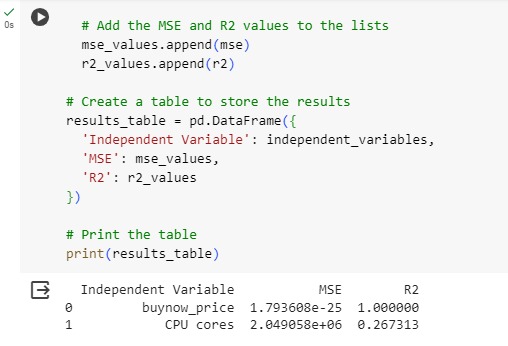 0s
# Add the MSE and R2 values to the lists
mse_values.append(mse)
r2_values.append(r2)
# Create a table to store the results
results_table = pd.DataFrame({
'Independent Variable': independent_variables,
'MSE': mse_values,
'R2': r2_values
})
# Print the table
print(results_table)
Independent Variable MSE R2
0 buynow_price 1.793608e-25 1.000000
1 CPU cores 2.049058e+06 0.267313